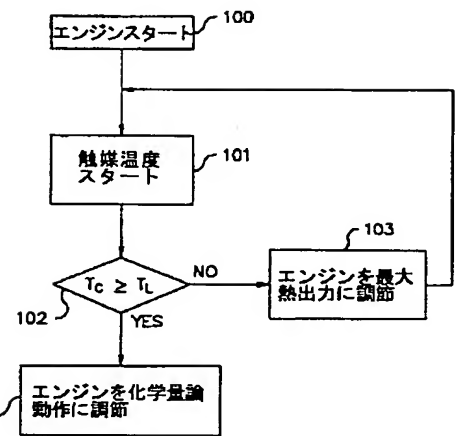 エンジンスタート
100
触媒温度
スタート
101
103
Tc ≥ TL
NO
エンジンを最大
熱出力に調節
102
YES
エンジンを化学量論
動作に調節